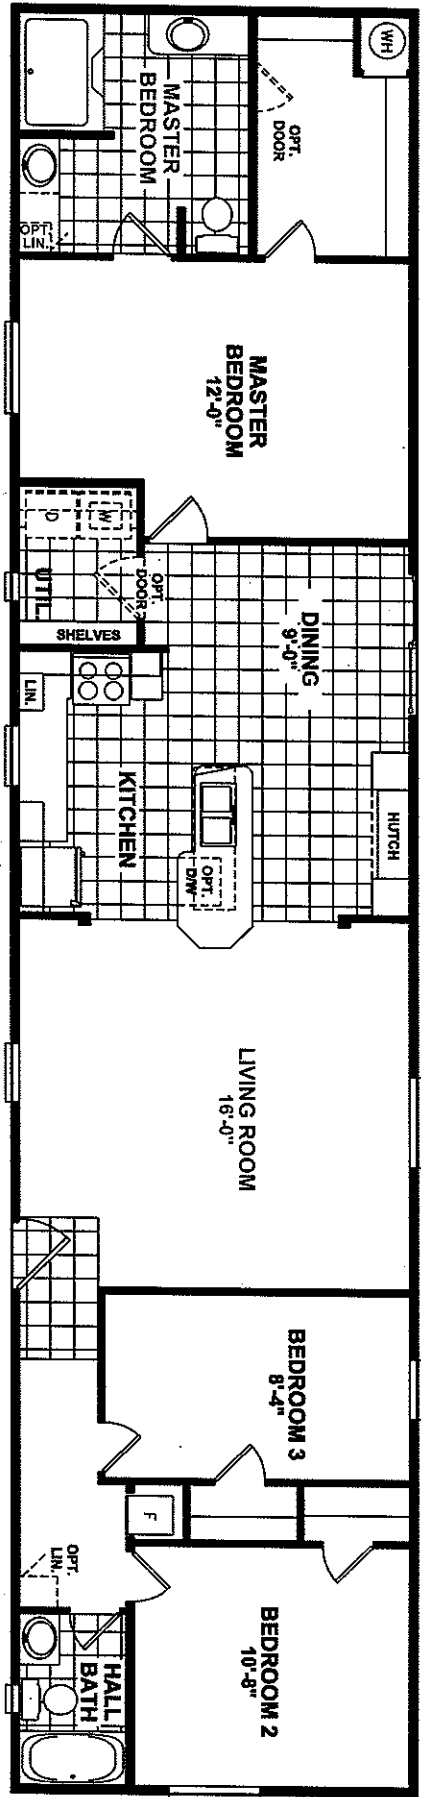 WH
OPT.
DOOR
MASTER
BEDROOM
OPT.
LIN.
MASTER
BEDROOM
12'-0"
W
D
UTIL.
OPT.
DOOR
SHELVES
DINING
9'-0"
LIN.
KITCHEN
HUTCH
OPT.
D/W
LIVING ROOM
16'-0"
BEDROOM 3
8'-4"
F
OPT.
LIN.
BEDROOM 2
10'-8"
HALL
BATH